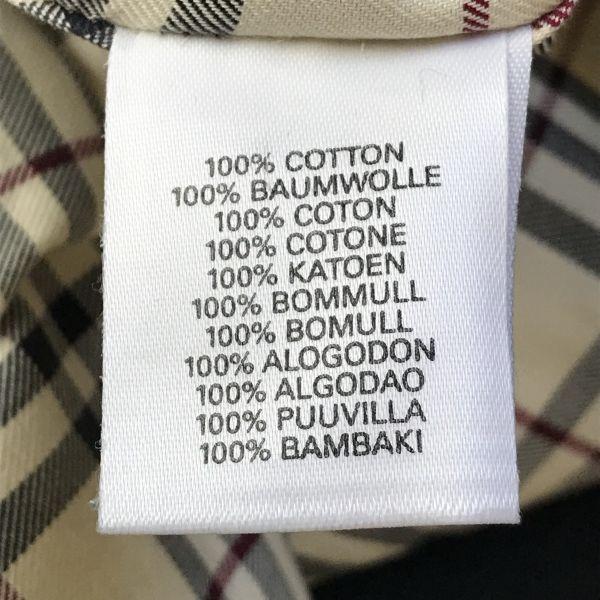 100% COTTON
100% BAUMWOLLE
100% COTON
100% COTONE
100% KATOEN
100% BOMMULL
100% BOMULL
100% ALOGODON
100% ALGODAO
100% PUUVILLA
100% BAMBAKI